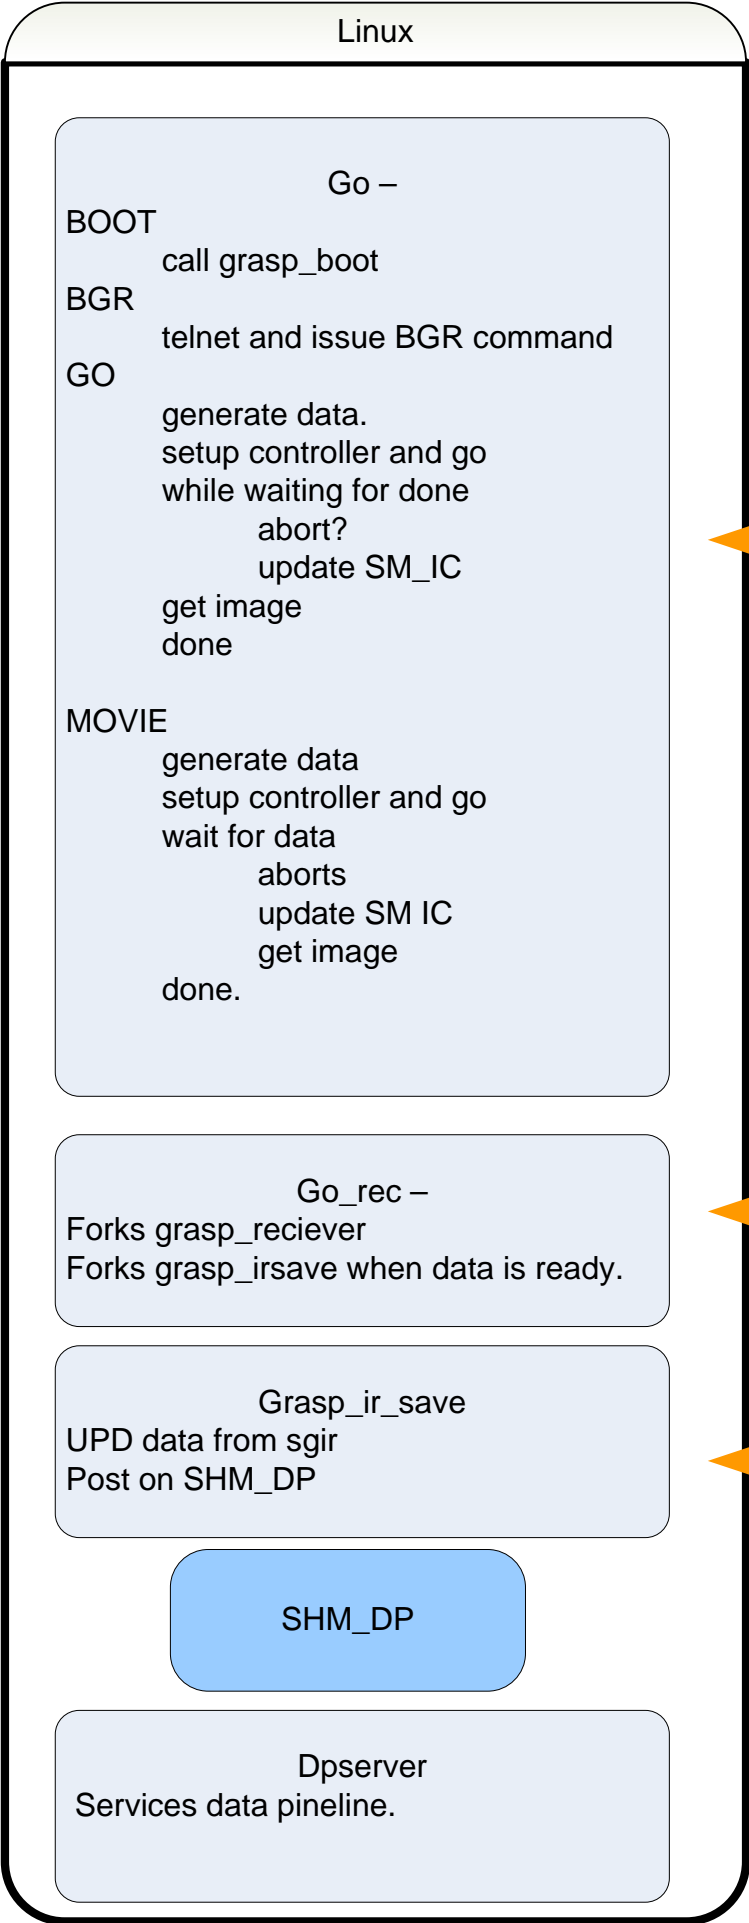 Linux
Go –
BOOT
call grasp_boot
BGR
telnet and issue BGR command
GO
generate data.
setup controller and go
while waiting for done
abort?
update SM_IC
get image
done
MOVIE
generate data
setup controller and go
wait for data
aborts
update SM IC
get image
done.
Go_rec –
Forks grasp_reciever
Forks grasp_irsave when data is ready.
Grasp_ir_save
UPD data from sgir
Post on SHM_DP
SHM_DP
Dpserver
Services data pineline.